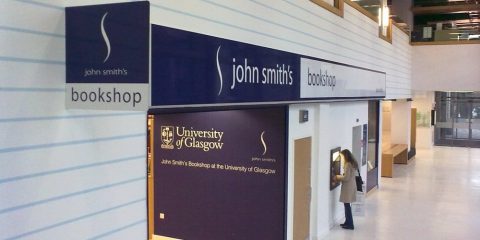 john smith's
bookshop
john smith's bookshop
University
of Glasgow
john smith's
John Smith's Bookshop at the University of Glasgow